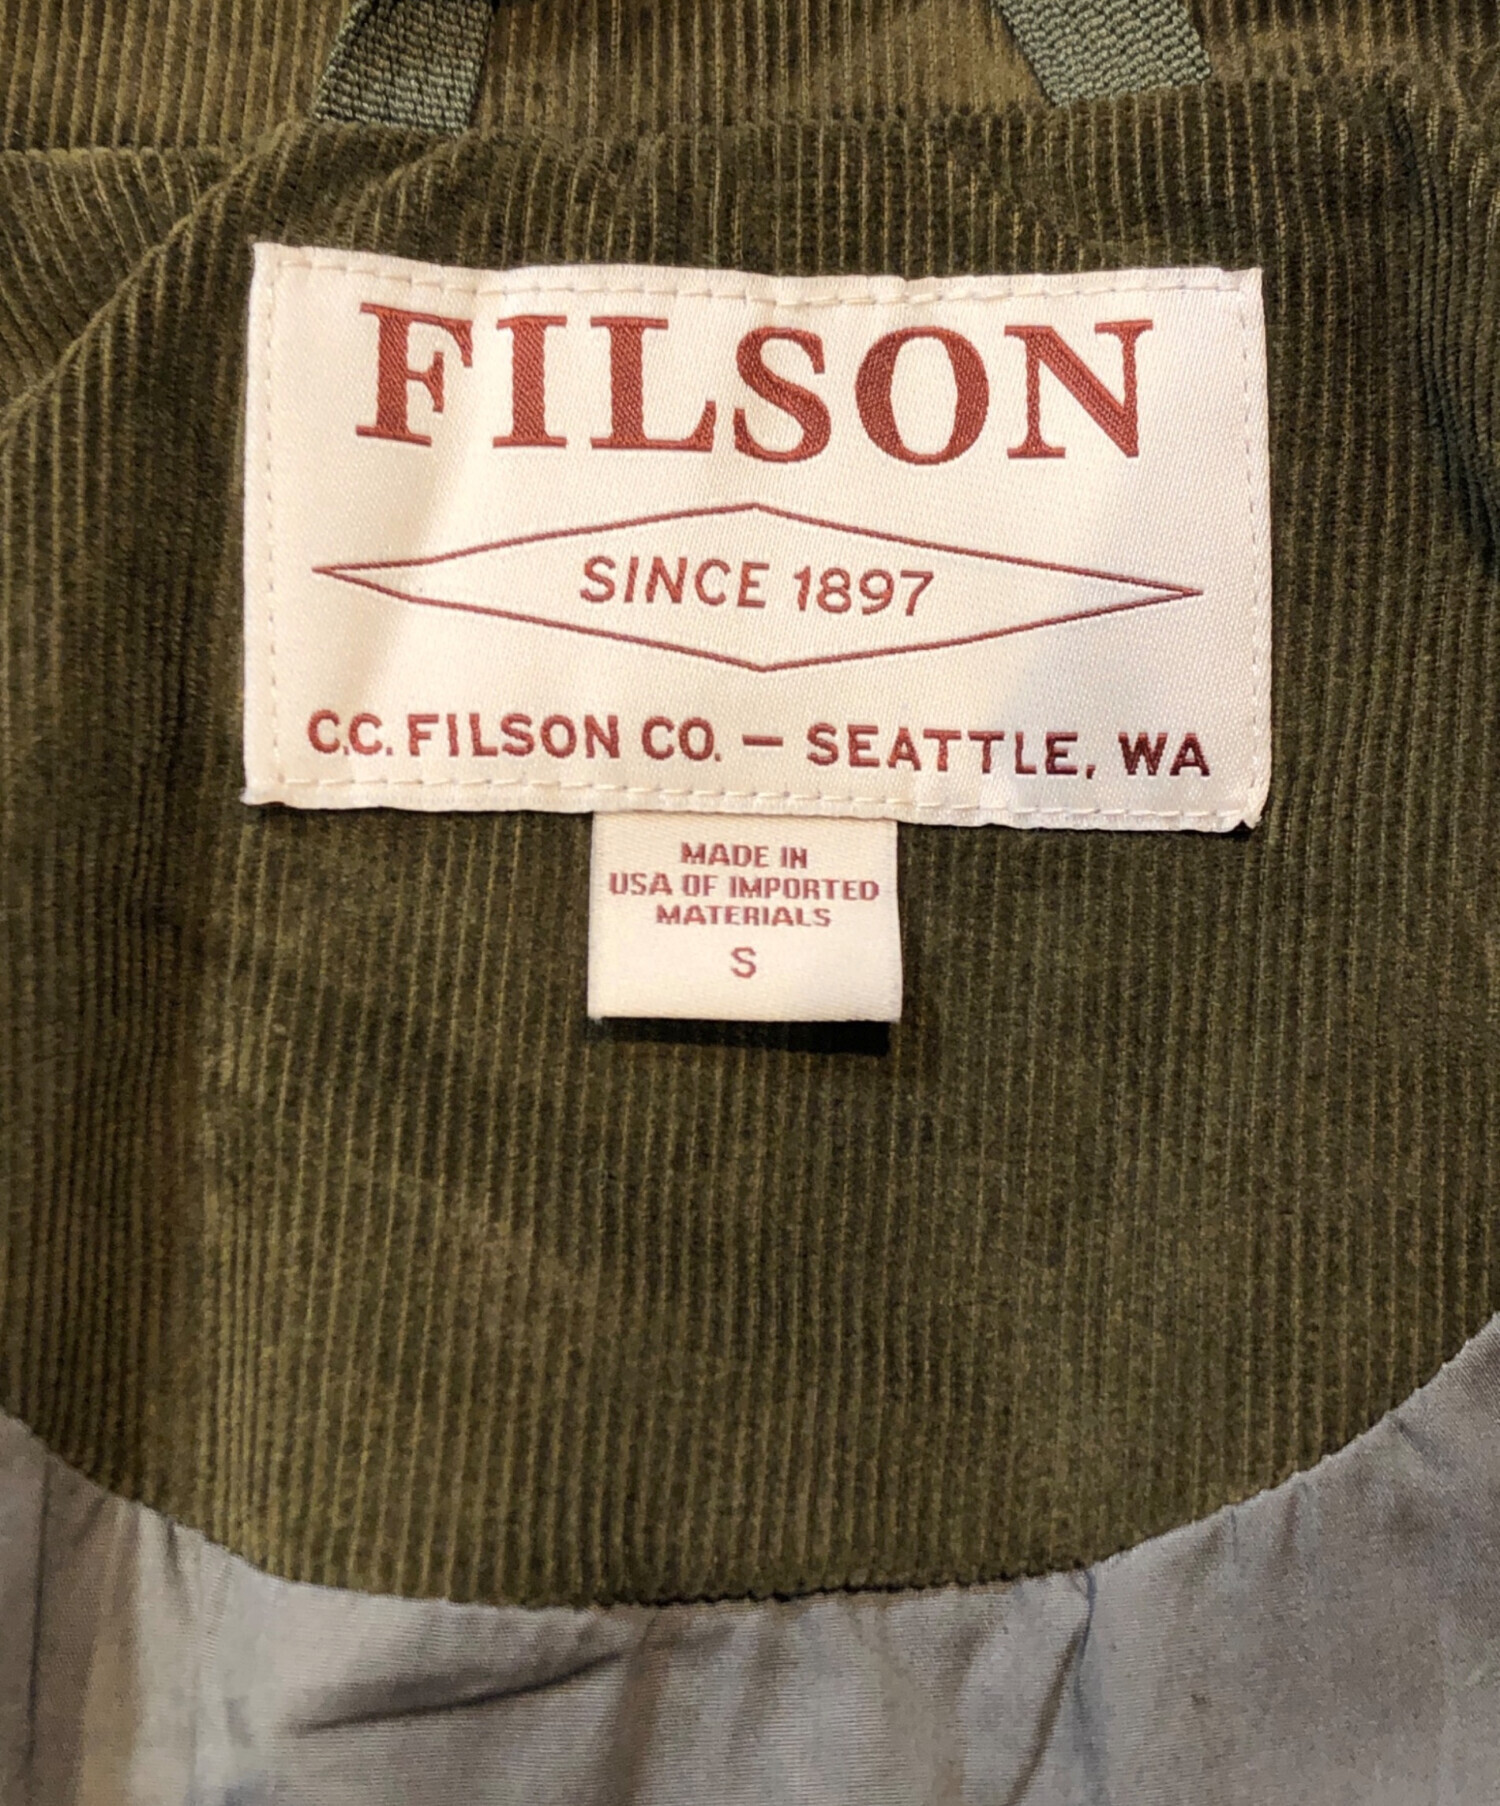 FILSON
SINCE 1897
C.C. FILSON CO. — SEATTLE, WA
MADE IN
USA OF IMPORTED
MATERIALS
S